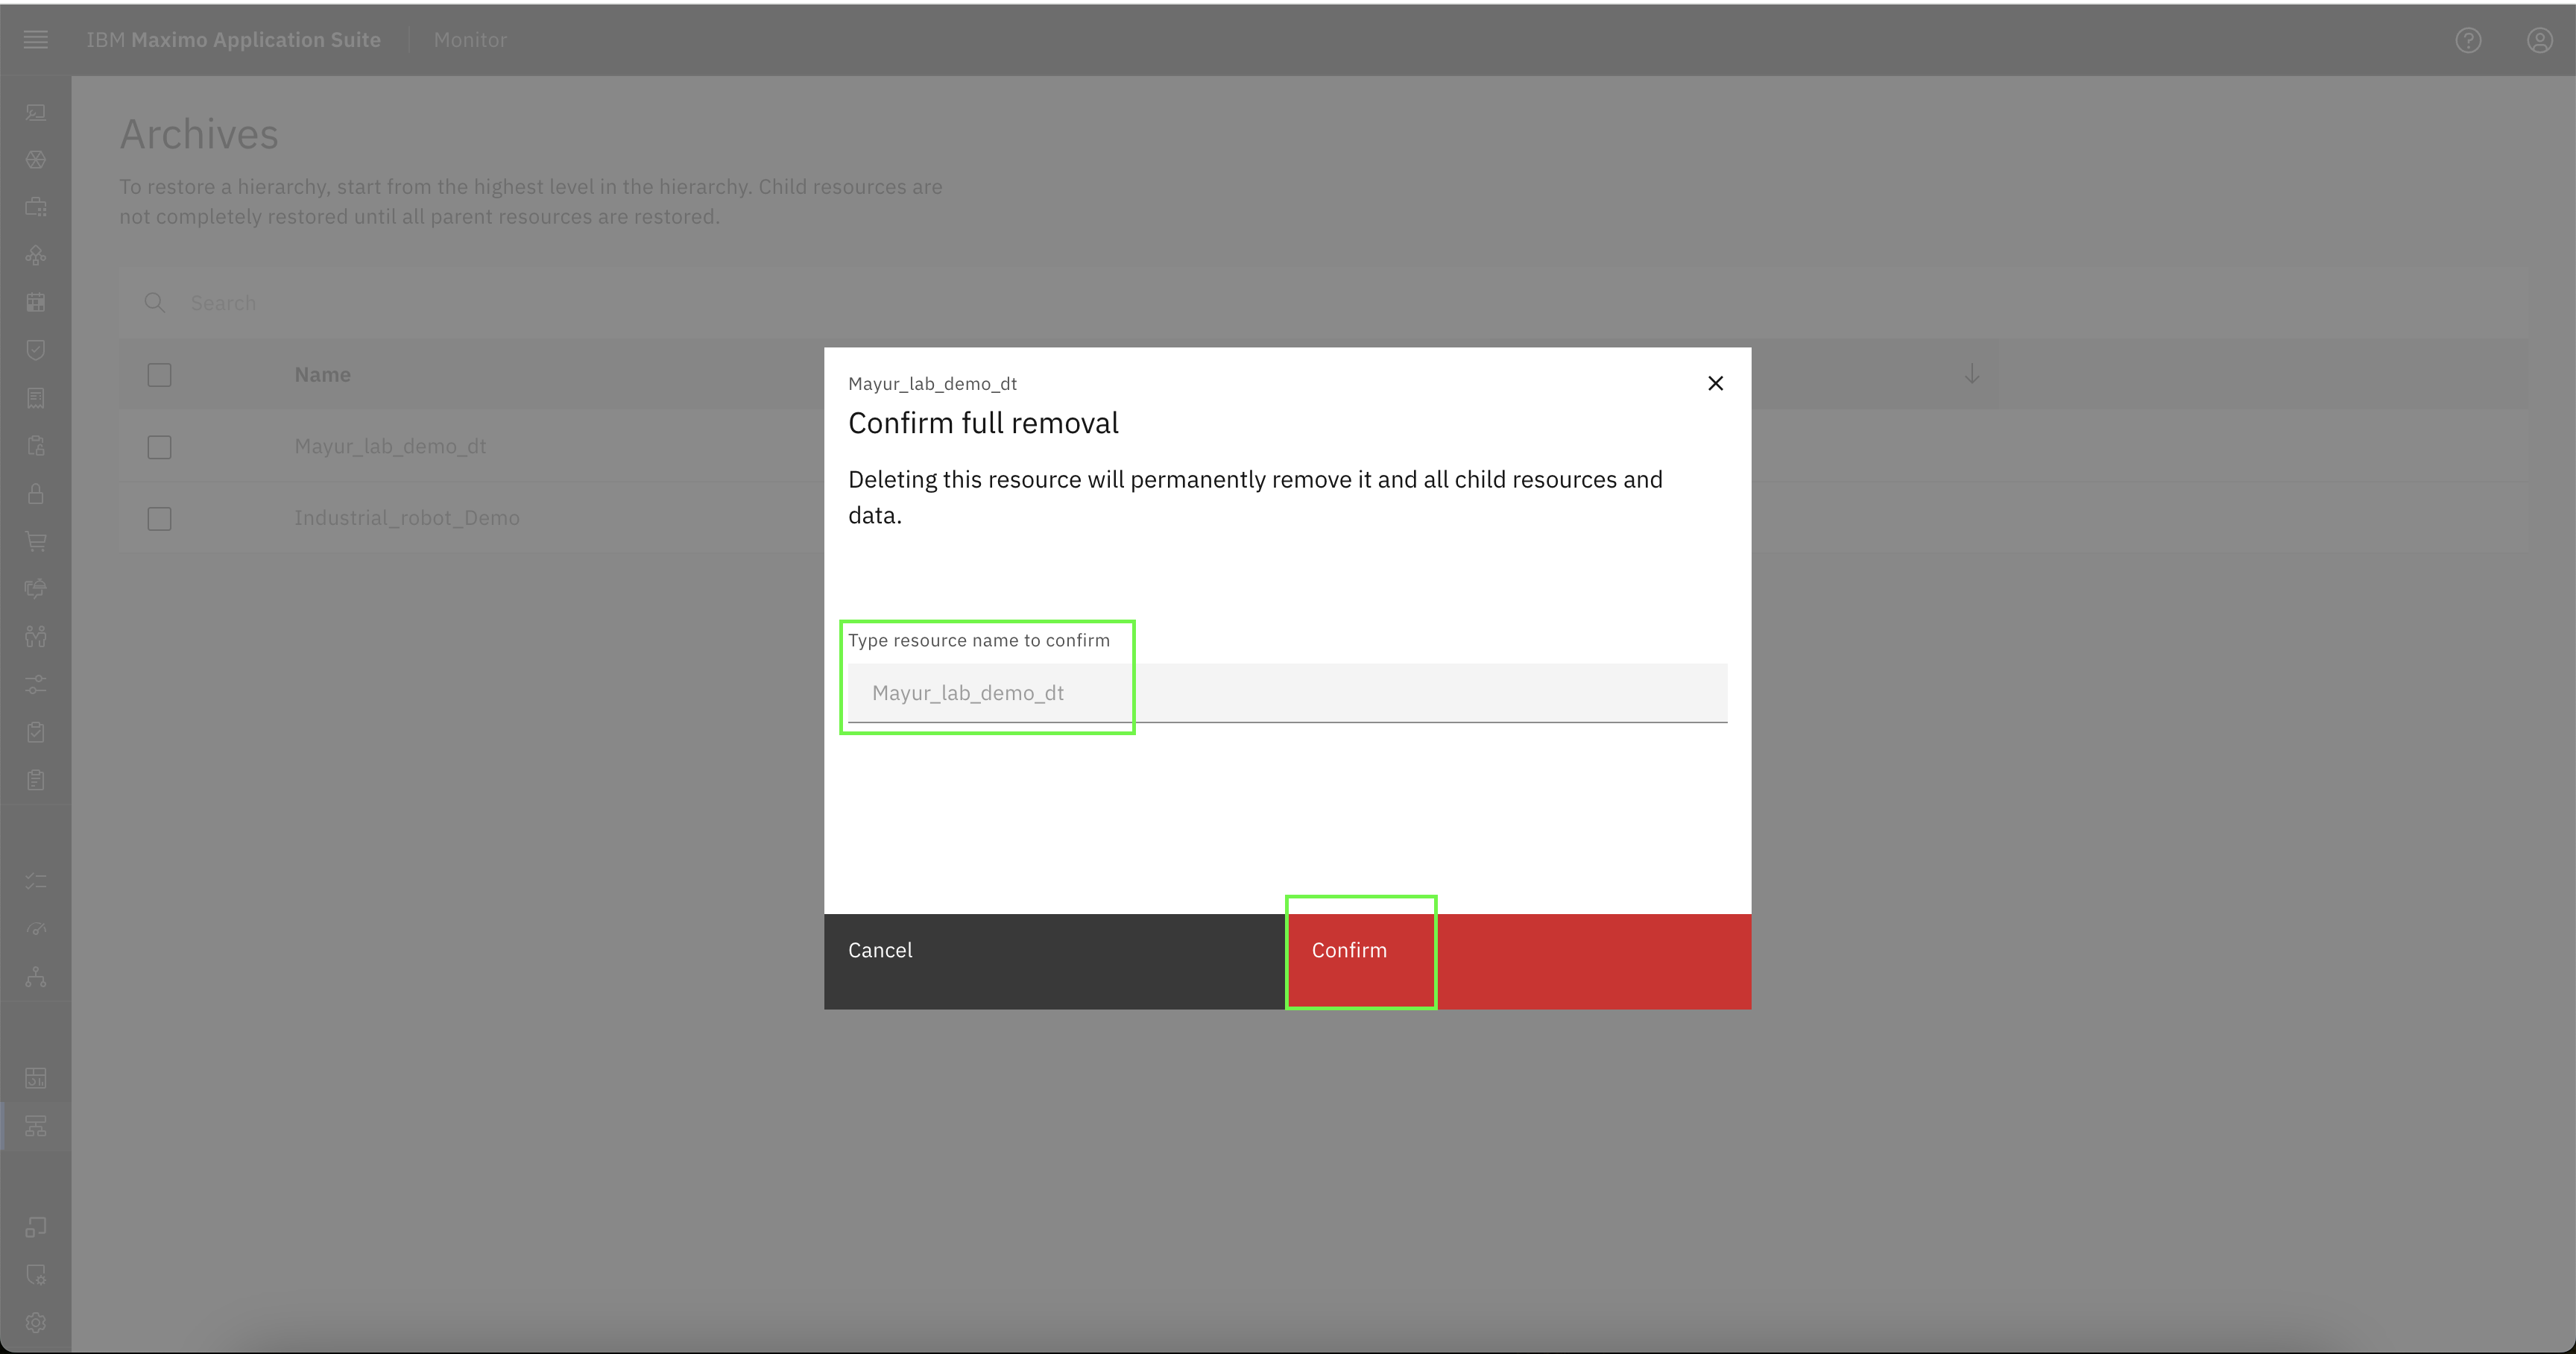 IBM Maximo Application Suite
Monitor
Archives
To restore a hierarchy, start from the highest level in the hierarchy. Child resources are
not completely restored until all parent resources are restored.
Search
Name
Mayur_lab_demo_dt
Industrial_robot_Demo
Mayur_lab_demo_dt
Confirm full removal
Deleting this resource will permanently remove it and all child resources and
data.
Type resource name to confirm
Mayur_lab_demo_dt
Cancel
Confirm